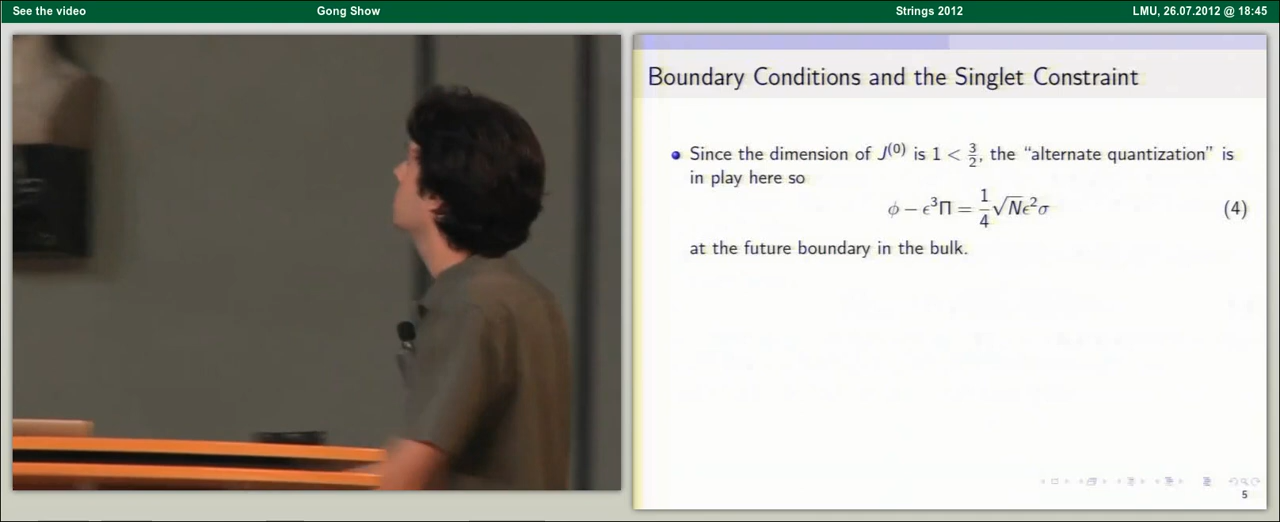 See the video Gong Show Strings 2012 LMU, 26.07.2012 @ 18:45
Boundary Conditions and the Singlet Constraint
Since the dimension of J^(0) is 1 < 3/2, the “alternate quantization” is
in play here so
ϕ − ϵ³Π = 1/4 √N ϵ²σ (4)
at the future boundary in the bulk.
5